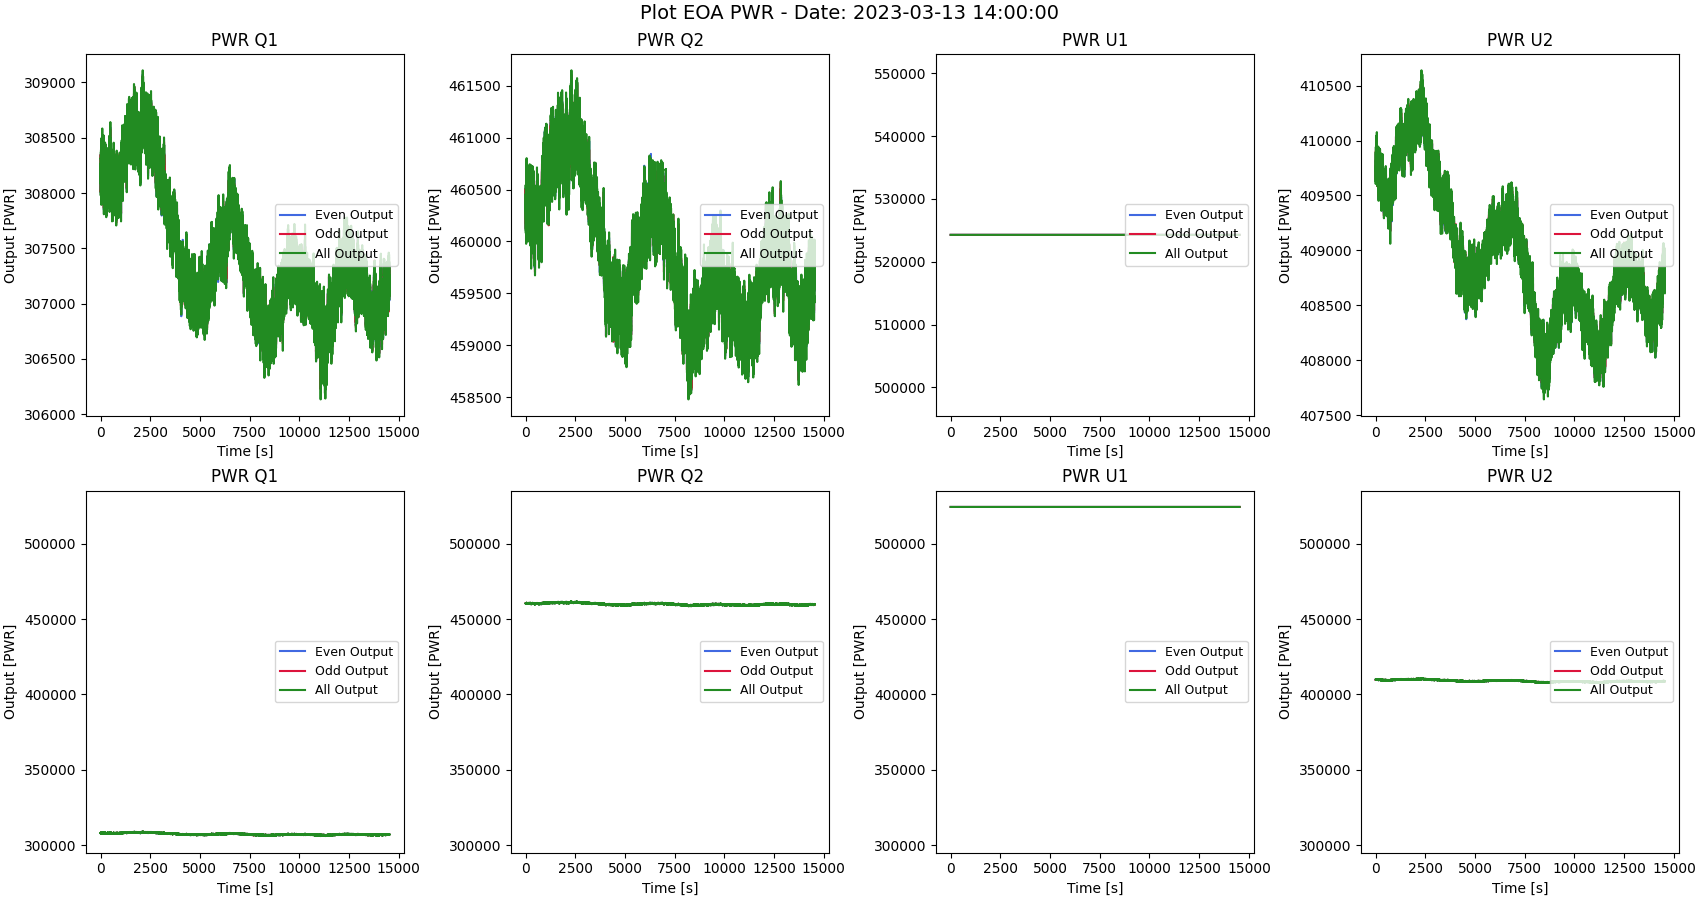 Plot EOA PWR - Date: 2023-03-13 14:00:00
PWR Q1
309000
308500
308000
307500
307000
306500
306000
Output [PWR]
Even Output
Odd Output
All Output
0 2500 5000 7500 10000 12500 15000
Time [s]
PWR Q2
461500
461000
460500
460000
459500
459000
458500
Output [PWR]
Even Output
Odd Output
All Output
0 2500 5000 7500 10000 12500 15000
Time [s]
PWR U1
550000
540000
530000
520000
510000
500000
Output [PWR]
Even Output
Odd Output
All Output
0 2500 5000 7500 10000 12500 15000
Time [s]
PWR U2
410500
410000
409500
409000
408500
408000
407500
Output [PWR]
Even Output
Odd Output
All Output
0 2500 5000 7500 10000 12500 15000
Time [s]
PWR Q1
500000
450000
400000
350000
300000
Output [PWR]
Even Output
Odd Output
All Output
0 2500 5000 7500 10000 12500 15000
Time [s]
PWR Q2
500000
450000
400000
350000
300000
Output [PWR]
Even Output
Odd Output
All Output
0 2500 5000 7500 10000 12500 15000
Time [s]
PWR U1
500000
450000
400000
350000
300000
Output [PWR]
Even Output
Odd Output
All Output
0 2500 5000 7500 10000 12500 15000
Time [s]
PWR U2
500000
450000
400000
350000
300000
Output [PWR]
Even Output
Odd Output
All Output
0 2500 5000 7500 10000 12500 15000
Time [s]